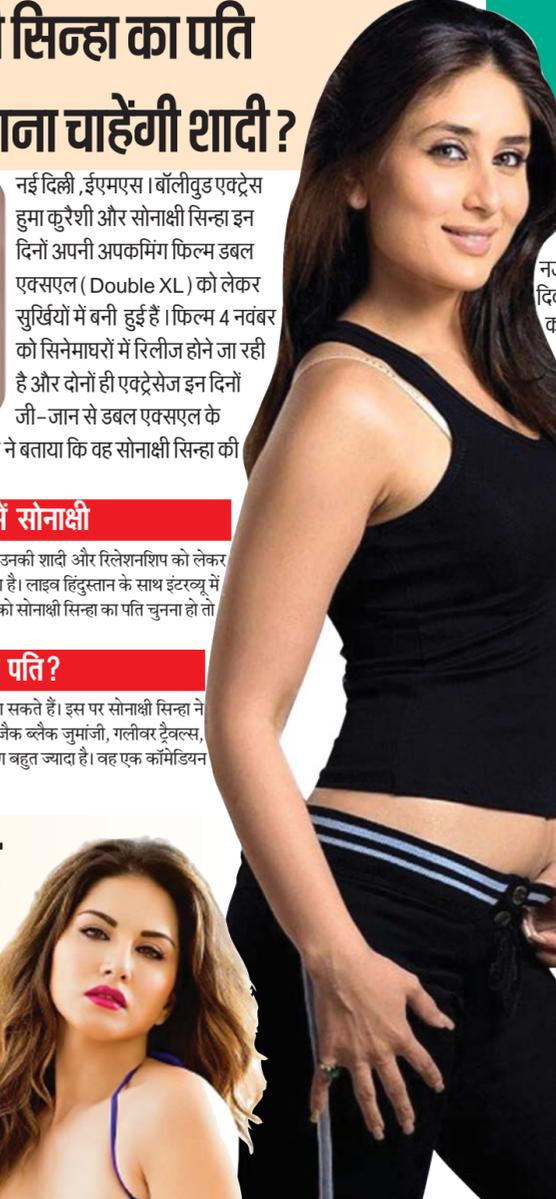 सिन्हा का पति
ना चाहेंगी शादी?
नई दिल्ली ,ईएमएस । बॉलीवुड एक्ट्रेस
हुमा कुरैशी और सोनाक्षी सिन्हा इन
दिनों अपनी अपकमिंग फिल्म डबल
एक्सएल ( Double XL ) को लेकर
सुर्खियों में बनी हुई हैं । फिल्म 4 नवंबर
को सिनेमाघरों में रिलीज होने जा रही
है और दोनों ही एक्ट्रेसेज इन दिनों
जी-जान से डबल एक्सएल के
ने बताया कि वह सोनाक्षी सिन्हा की
में सोनाक्षी
उनकी शादी और रिलेशनशिप को लेकर
है। लाइव हिंदुस्तान के साथ इंटरव्यू में
को सोनाक्षी सिन्हा का पति चुनना हो तो
पति?
सकते हैं। इस पर सोनाक्षी सिन्हा ने
जैक ब्लैक जुमांजी, गलीवर ट्रैवल्स,
बहुत ज्यादा है। वह एक कॉमेडियन